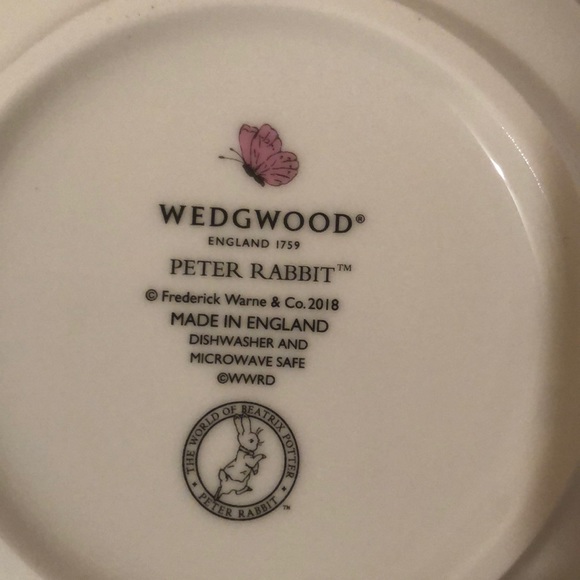 WEDGWOOD®
ENGLAND 1759
PETER RABBIT™
© Frederick Warne & Co. 2018
MADE IN ENGLAND
DISHWASHER AND
MICROWAVE SAFE
©WWRD
THE WORLD OF BEATRIX POTTER
PETER RABBIT
™